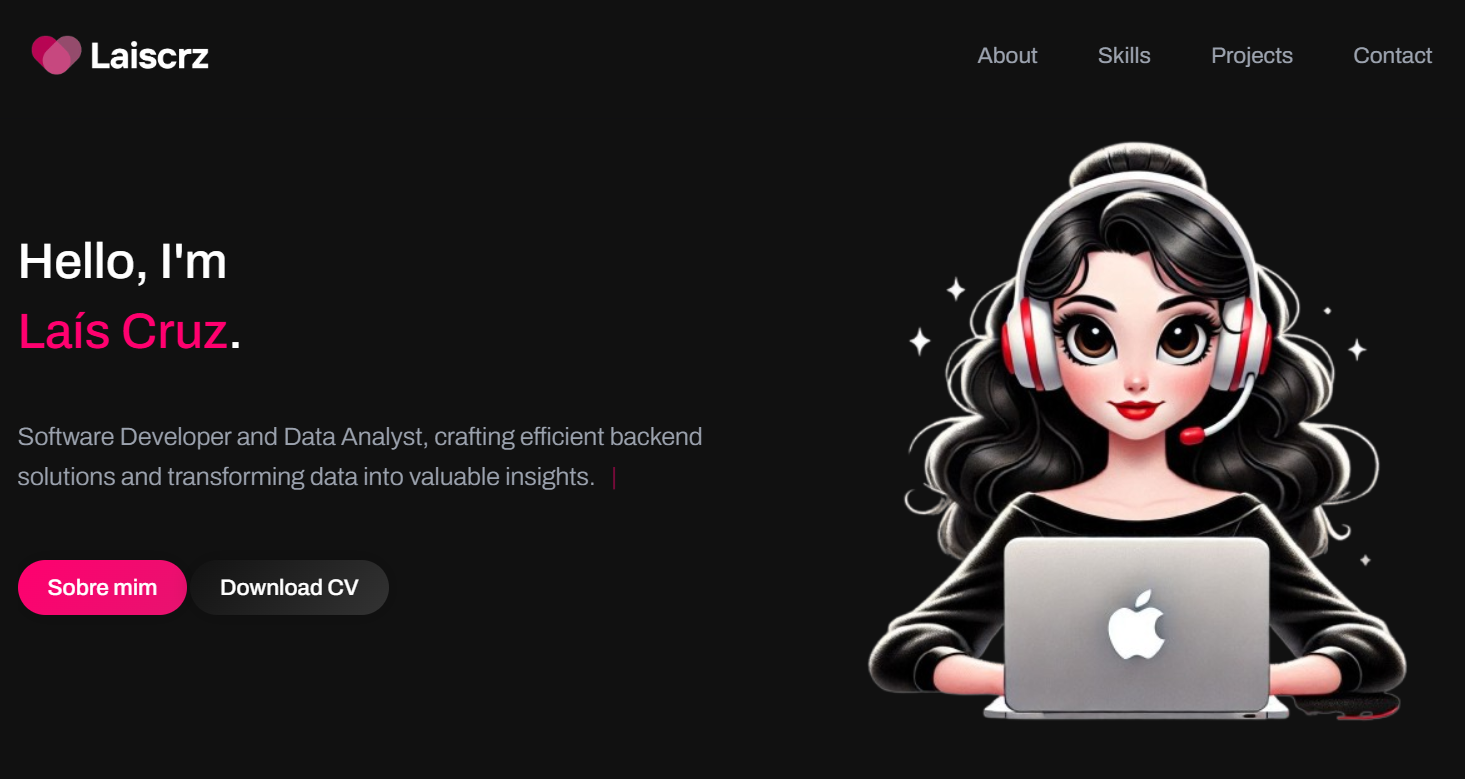 Laiscrz
About
Skills
Projects
Contact
Hello, I'm
Laís Cruz.
Software Developer and Data Analyst, crafting efficient backend
solutions and transforming data into valuable insights. |
Sobre mim
Download CV